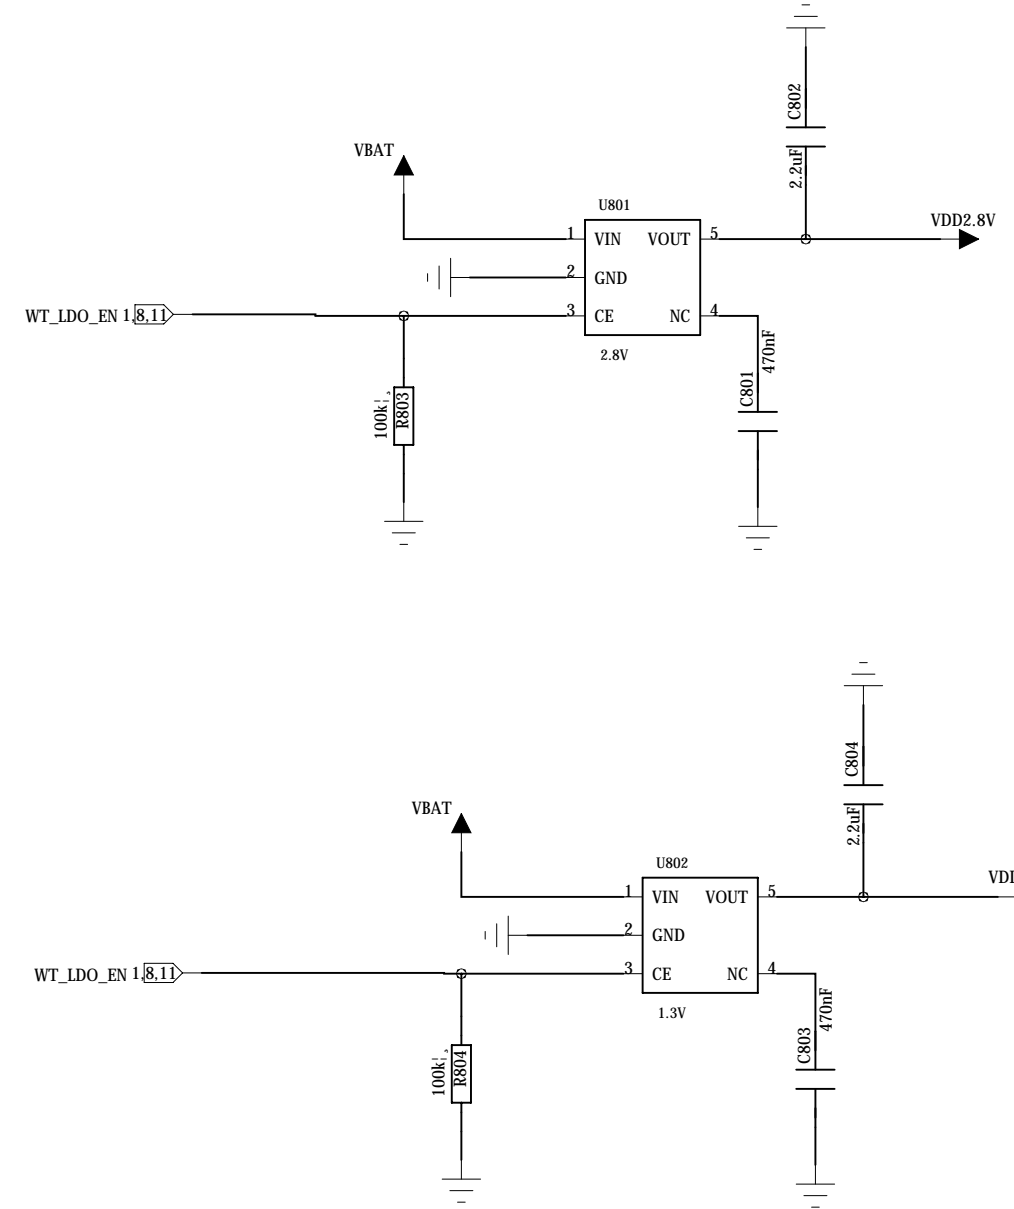 C802
2.2uF
VBAT
U801
VDD2.8V
1 VIN VOUT 5
2 GND
WT_LDO_EN 1,8,11
3 CE NC 4
2.8V
470nF
C801
100k
R803
C804
2.2uF
VBAT
U802
1 VIN VOUT 5
2 GND
WT_LDO_EN 1,8,11
3 CE NC 4
1.3V
470nF
C803
100k
R804